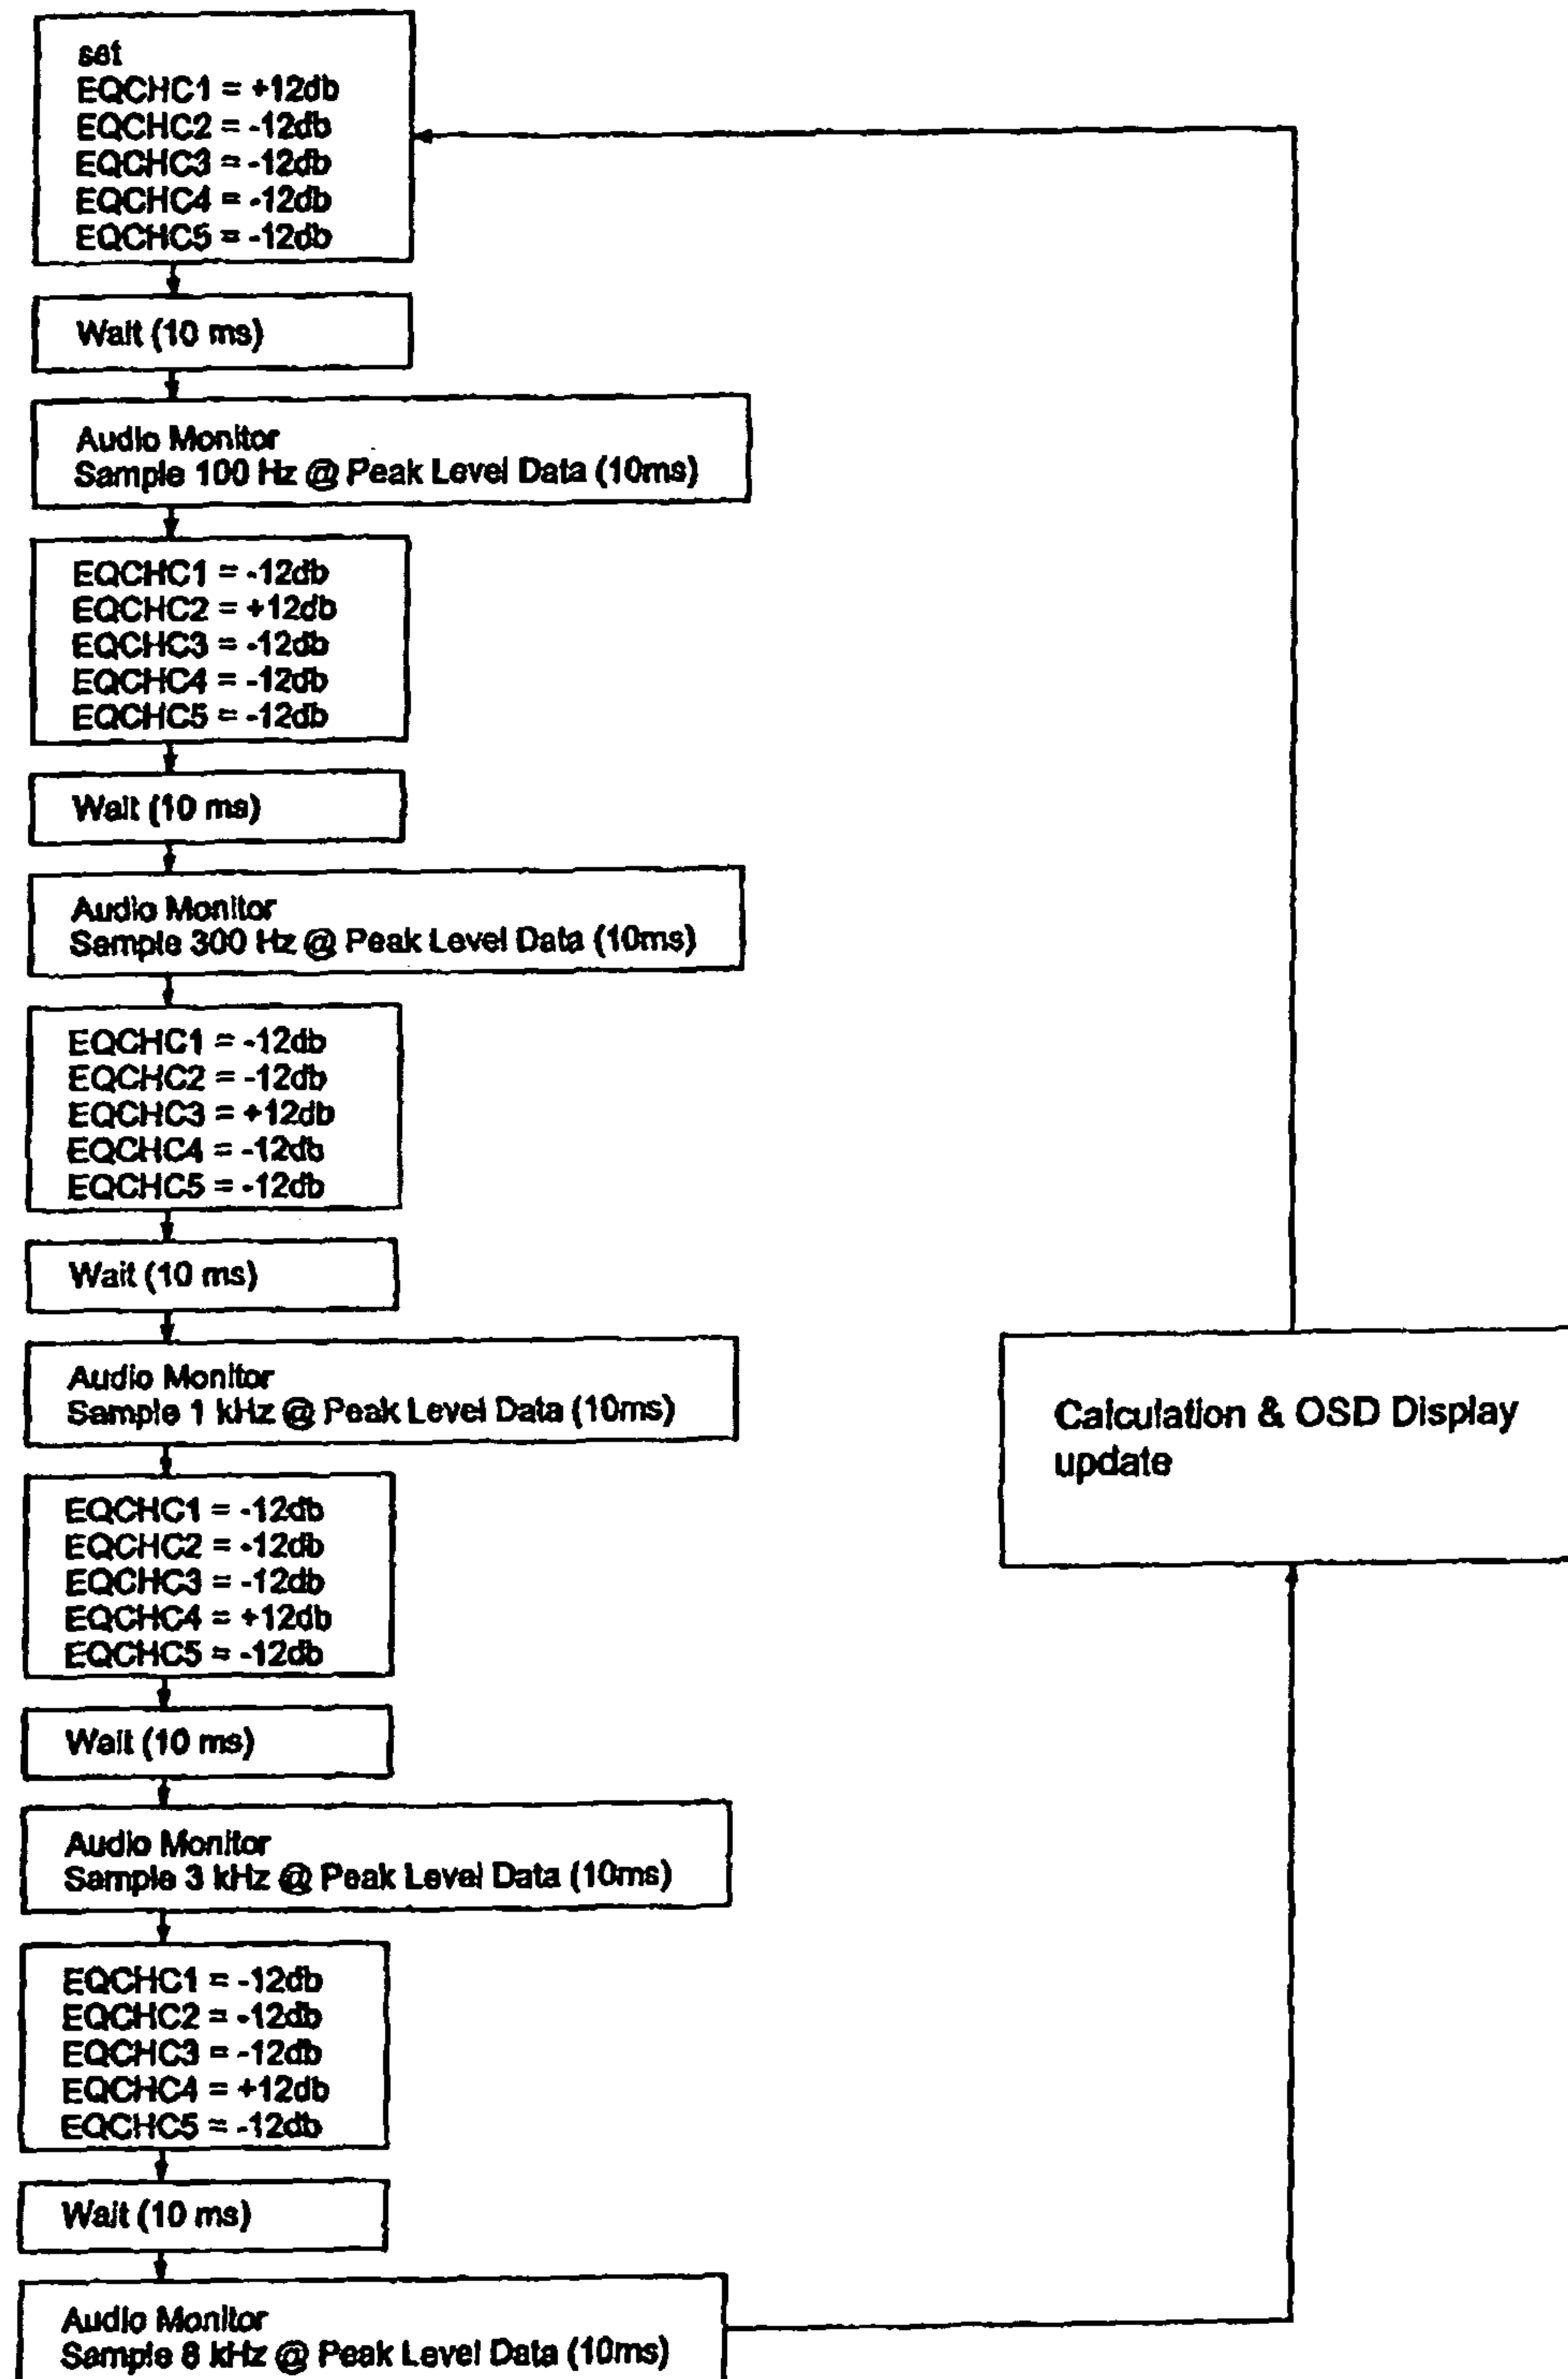 set
EQCHC1 = +12db
EQCHC2 = -12db
EQCHC3 = -12db
EQCHC4 = -12db
EQCHC5 = -12db
Wait (10 ms)
Audio Monitor
Sample 100 Hz @ Peak Level Data (10ms)
EQCHC1 = -12db
EQCHC2 = +12db
EQCHC3 = -12db
EQCHC4 = -12db
EQCHC5 = -12db
Wait (10 ms)
Audio Monitor
Sample 300 Hz @ Peak Level Data (10ms)
EQCHC1 = -12db
EQCHC2 = -12db
EQCHC3 = +12db
EQCHC4 = -12db
EQCHC5 = -12db
Wait (10 ms)
Audio Monitor
Sample 1 kHz @ Peak Level Data (10ms)
EQCHC1 = -12db
EQCHC2 = -12db
EQCHC3 = -12db
EQCHC4 = +12db
EQCHC5 = -12db
Wait (10 ms)
Audio Monitor
Sample 3 kHz @ Peak Level Data (10ms)
EQCHC1 = -12db
EQCHC2 = -12db
EQCHC3 = -12db
EQCHC4 = +12db
EQCHC5 = -12db
Wait (10 ms)
Audio Monitor
Sample 8 kHz @ Peak Level Data (10ms)
Calculation & OSD Display
update